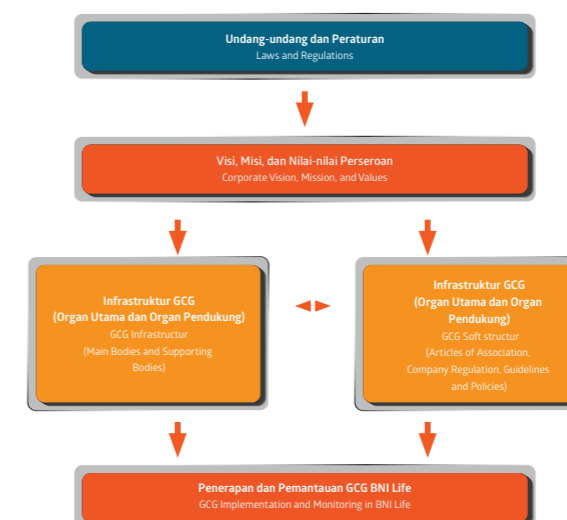 Undang-undang dan Peraturan
Laws and Regulations
Visi, Misi, dan Nilai-nilai Perseroan
Corporate Vision, Mission, and Values
Infrastruktur GCG
(Organ Utama dan Organ Pendukung)
GCG Infrastructur
(Main Bodies and Supporting
Bodies)
Infrastruktur GCG
(Organ Utama dan Organ
Pendukung)
GCG Soft structur
(Articles of Association,
Company Regulation, Guidelines
and Policies)
Penerapan dan Pemantauan GCG BNI Life
GCG Implementation and Monitoring in BNI Life